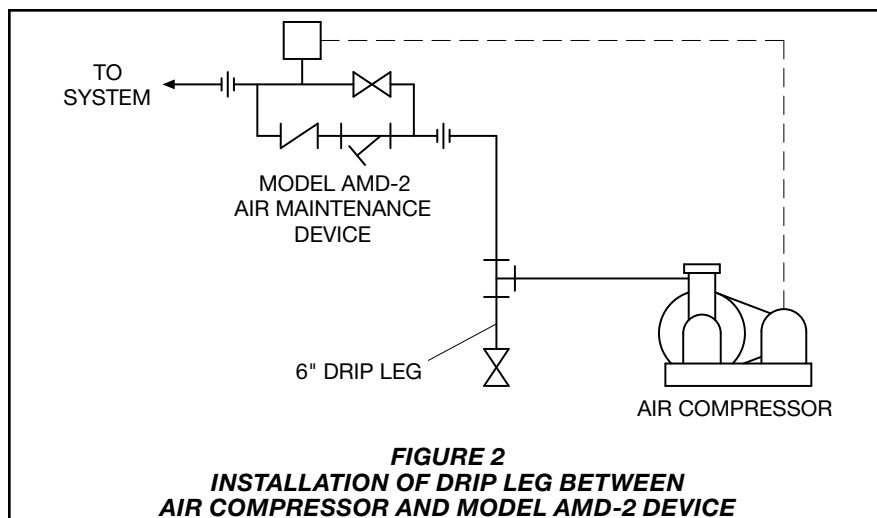 TO
SYSTEM
MODEL AMD-2
AIR MAINTENANCE
DEVICE
6" DRIP LEG
AIR COMPRESSOR
FIGURE 2
INSTALLATION OF DRIP LEG BETWEEN
AIR COMPRESSOR AND MODEL AMD-2 DEVICE